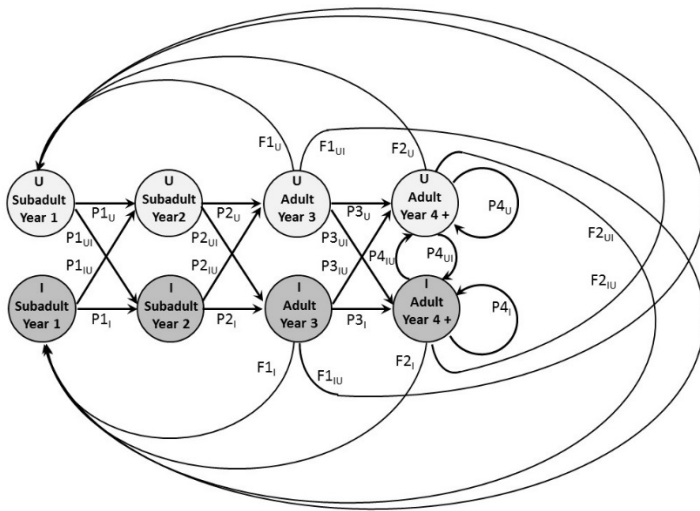 F1U
F1UI
F2U
U
Subadult
Year 1
P1U
U
Subadult
Year2
P2U
U
Adult
Year 3
P3U
U
Adult
Year 4 +
P4U
P1UI
P2UI
P3UI
P4IU
P4UI
F2UI
P1IU
P2IU
P3IU
F2IU
I
Subadult
Year 1
P1I
I
Subadult
Year 2
P2I
I
Adult
Year 3
P3I
I
Adult
Year 4 +
P4I
F1I
F1IU
F2I